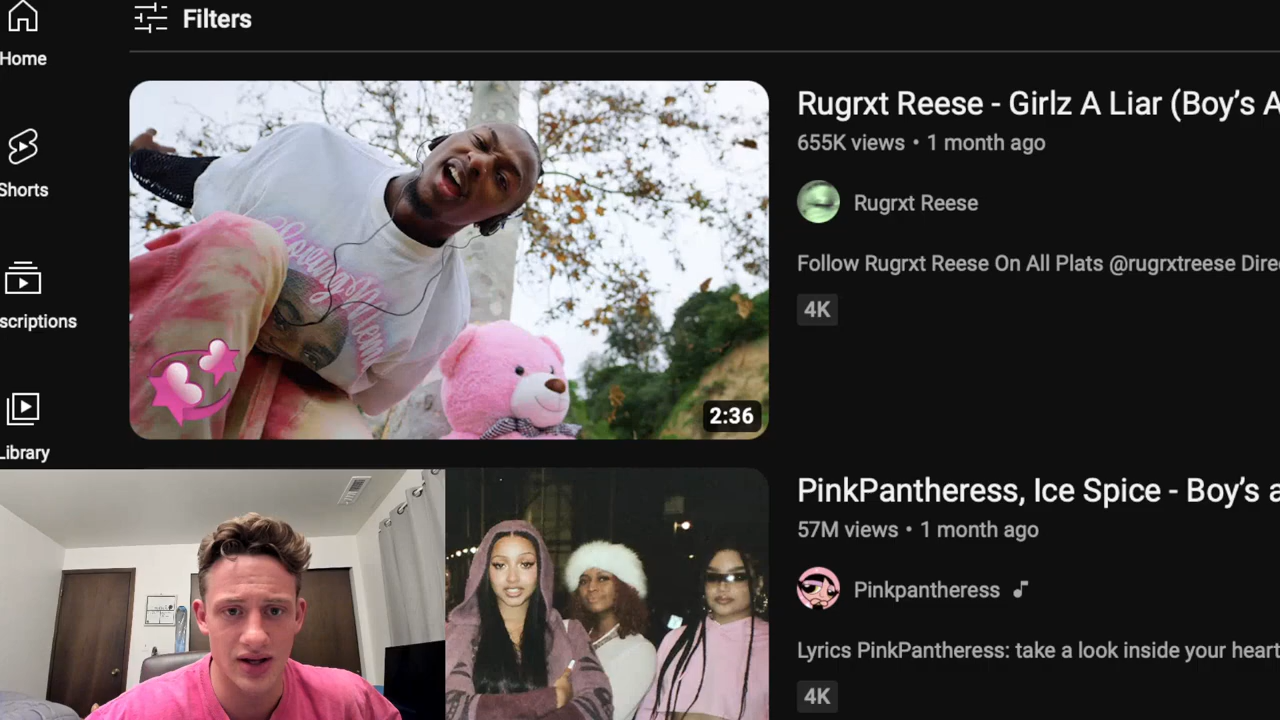 Filters
Home
Shorts
scriptions
Library
2:36
Rugrxt Reese - Girlz A Liar (Boy's A
655K views • 1 month ago
Rugrxt Reese
Follow Rugrxt Reese On All Plats @rugrxtreese Dire
4K
PinkPantheress, Ice Spice - Boy's a
57M views • 1 month ago
Pinkpantheress
Lyrics PinkPantheress: take a look inside your heart
4K